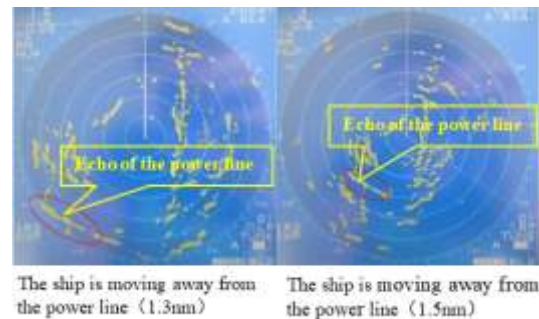 Echo of the power line
Echo of the power line
The ship is moving away from
the power line（1.3nm）
The ship is moving away from
the power line（1.5nm）